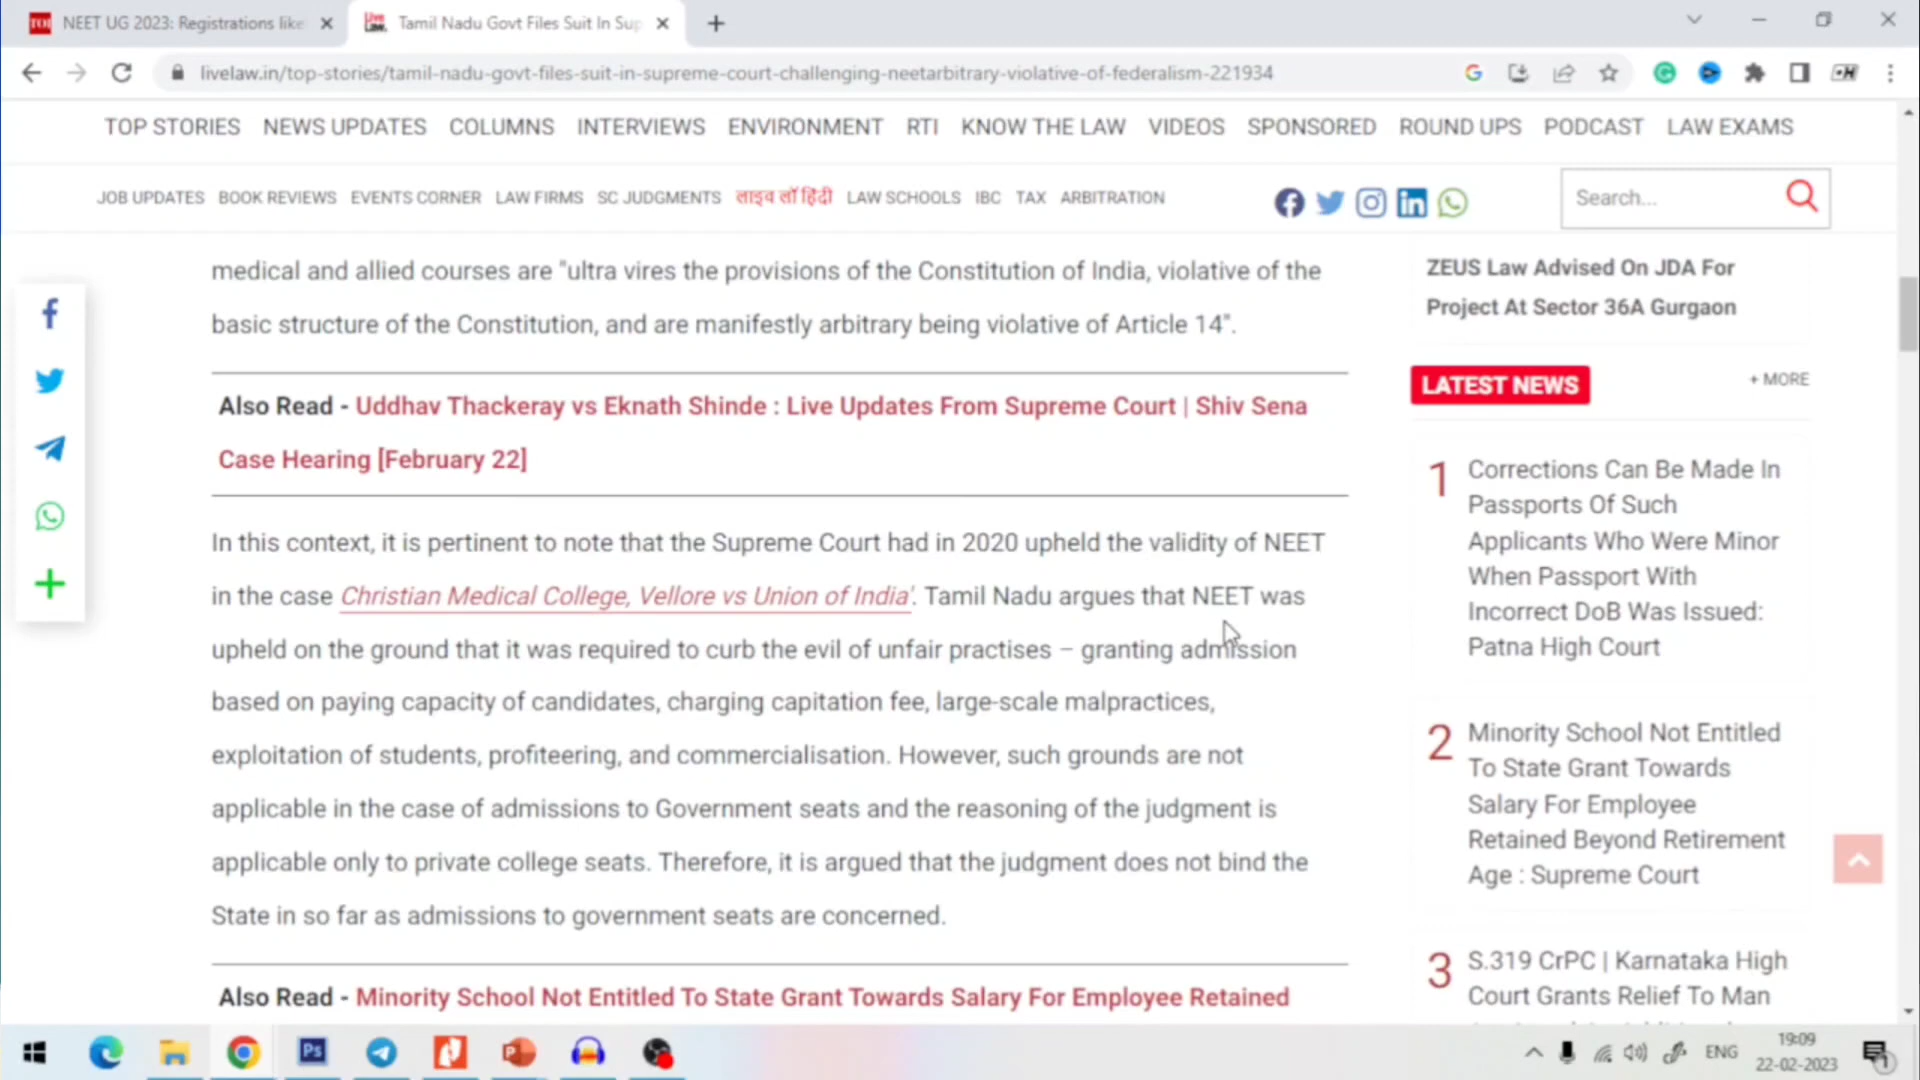 NEET UG 2023: Registrations like
Tamil Nadu Govt Files Suit In Sup
livelaw.in/top-stories/tamil-nadu-govt-files-suit-in-supreme-court-challenging-neetarbitrary-violative-of-federalism-221934
TOP STORIES NEWS UPDATES COLUMNS INTERVIEWS ENVIRONMENT RTI KNOW THE LAW VIDEOS SPONSORED ROUND UPS PODCAST LAW EXAMS
JOB UPDATES BOOK REVIEWS EVENTS CORNER LAW FIRMS SC JUDGMENTS लाइव लॉ हिंदी LAW SCHOOLS IBC TAX ARBITRATION
Search...
medical and allied courses are "ultra vires the provisions of the Constitution of India, violative of the
basic structure of the Constitution, and are manifestly arbitrary being violative of Article 14".
Also Read - Uddhav Thackeray vs Eknath Shinde : Live Updates From Supreme Court | Shiv Sena
Case Hearing [February 22]
In this context, it is pertinent to note that the Supreme Court had in 2020 upheld the validity of NEET
in the case Christian Medical College, Vellore vs Union of India'. Tamil Nadu argues that NEET was
upheld on the ground that it was required to curb the evil of unfair practises – granting admission
based on paying capacity of candidates, charging capitation fee, large-scale malpractices,
exploitation of students, profiteering, and commercialisation. However, such grounds are not
applicable in the case of admissions to Government seats and the reasoning of the judgment is
applicable only to private college seats. Therefore, it is argued that the judgment does not bind the
State in so far as admissions to government seats are concerned.
Also Read - Minority School Not Entitled To State Grant Towards Salary For Employee Retained
ZEUS Law Advised On JDA For
Project At Sector 36A Gurgaon
LATEST NEWS
+ MORE
1 Corrections Can Be Made In
Passports Of Such
Applicants Who Were Minor
When Passport With
Incorrect DoB Was Issued:
Patna High Court
2 Minority School Not Entitled
To State Grant Towards
Salary For Employee
Retained Beyond Retirement
Age : Supreme Court
3 S.319 CrPC | Karnataka High
Court Grants Relief To Man
ENG
19:09
22-02-2023